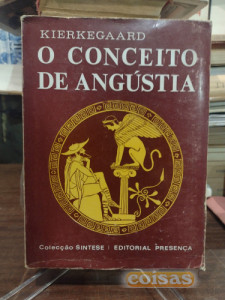 KIERKEGAARD
O CONCEITO
DE ANGÚSTIA
Colecção SÍNTESE / EDITORIAL PRESENÇA
coisas